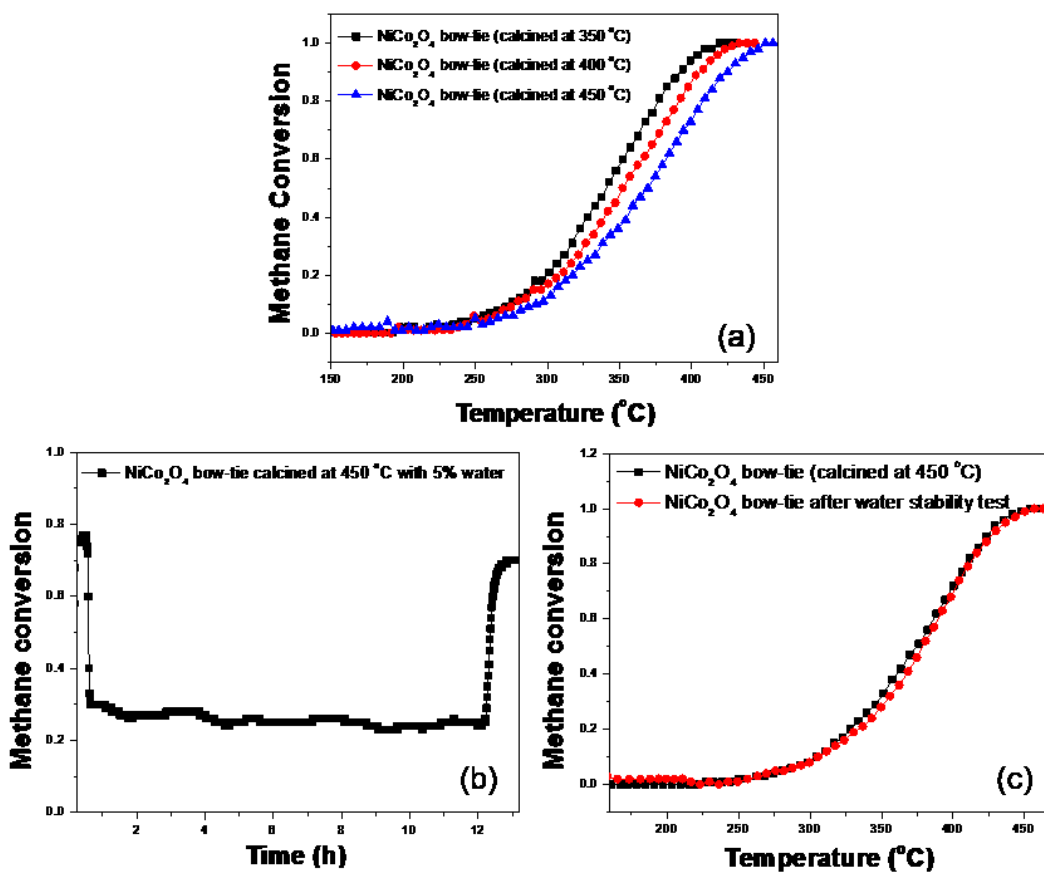 NiCo₂O₄ bow-tie (calcined at 350 °C)
NiCo₂O₄ bow-tie (calcined at 400 °C)
NiCo₂O₄ bow-tie (calcined at 450 °C)
Methane Conversion
1.0
0.8
0.6
0.4
0.2
0.0
(a)
150 200 250 300 350 400 450
Temperature (°C)
NiCo₂O₄ bow-tie calcined at 450 °C with 5% water
Methane conversion
1.0
0.8
0.6
0.4
0.2
0.0
(b)
2 4 6 8 10 12
Time (h)
NiCo₂O₄ bow-tie (calcined at 450 °C)
NiCo₂O₄ bow-tie after water stability test
Methane conversion
1.2
1.0
0.8
0.6
0.4
0.2
0.0
(c)
200 250 300 350 400 450
Temperature (°C)